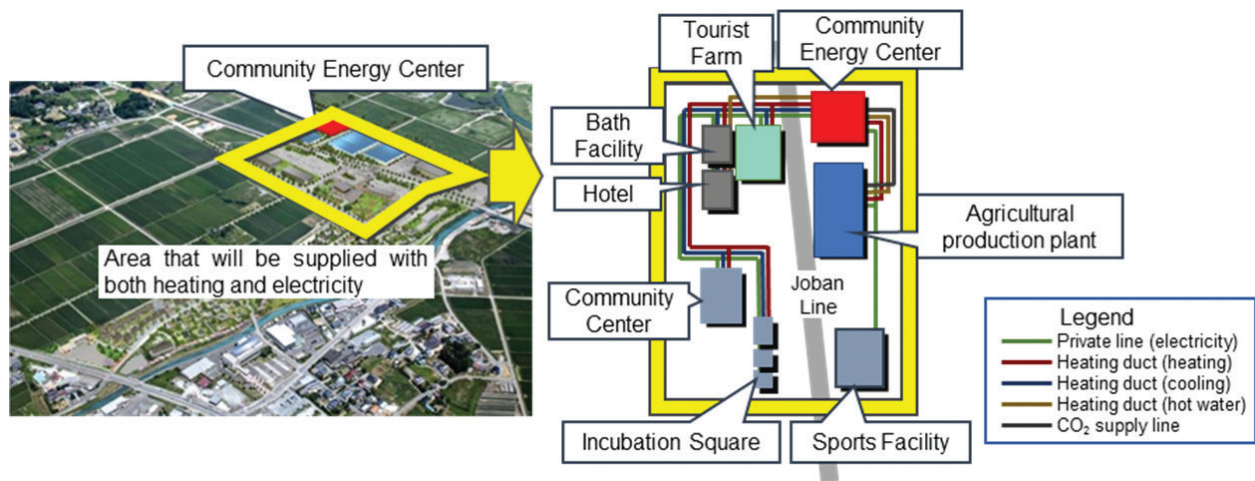 Community Energy Center
Area that will be supplied with
both heating and electricity
Tourist
Farm
Community
Energy Center
Bath
Facility
Hotel
Agricultural
production plant
Community
Center
Joban
Line
Incubation Square
Sports Facility
Legend
Private line (electricity)
Heating duct (heating)
Heating duct (cooling)
Heating duct (hot water)
CO₂ supply line